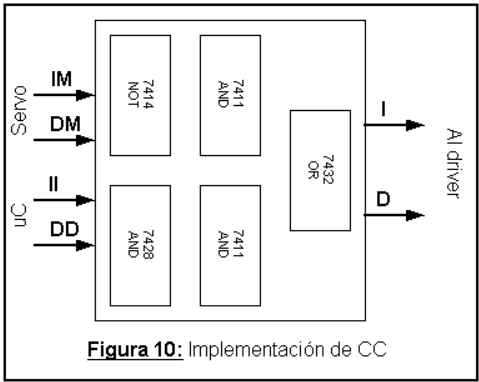 Servo
IM
DM
uC
II
DD
7414
NOT
7411
AND
7428
AND
7411
AND
7432
OR
I
D
Al driver
Figura 10: Implementación de CC